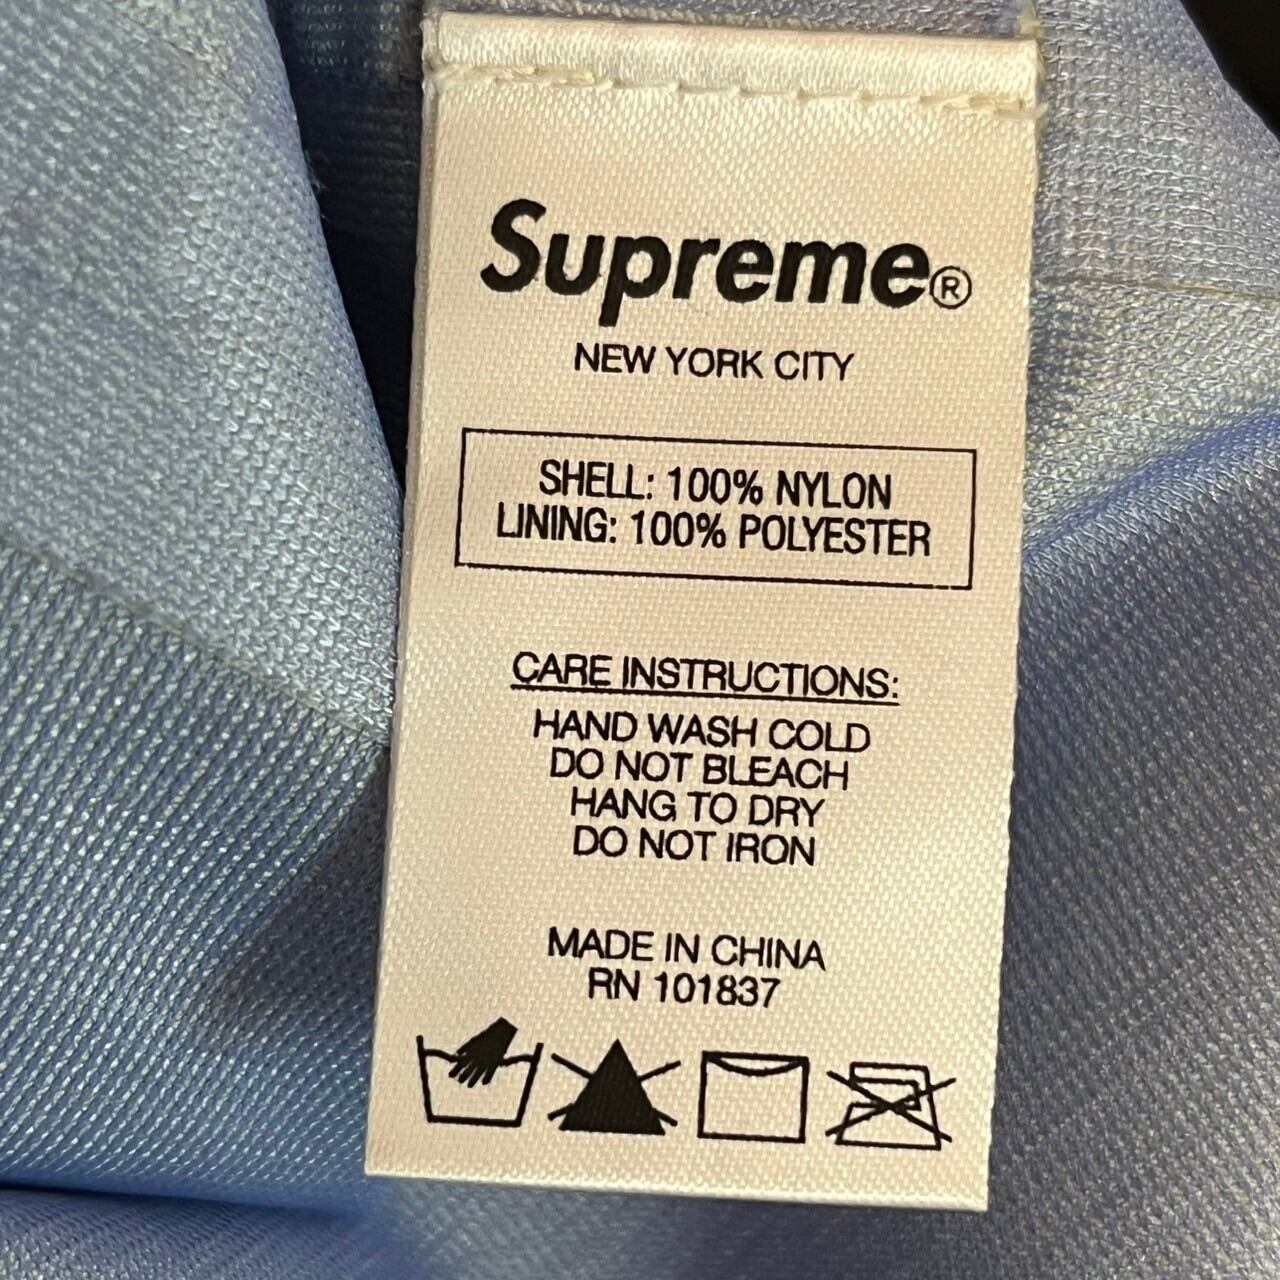 Supreme®
NEW YORK CITY
SHELL: 100% NYLON
LINING: 100% POLYESTER
CARE INSTRUCTIONS:
HAND WASH COLD
DO NOT BLEACH
HANG TO DRY
DO NOT IRON
MADE IN CHINA
RN 101837